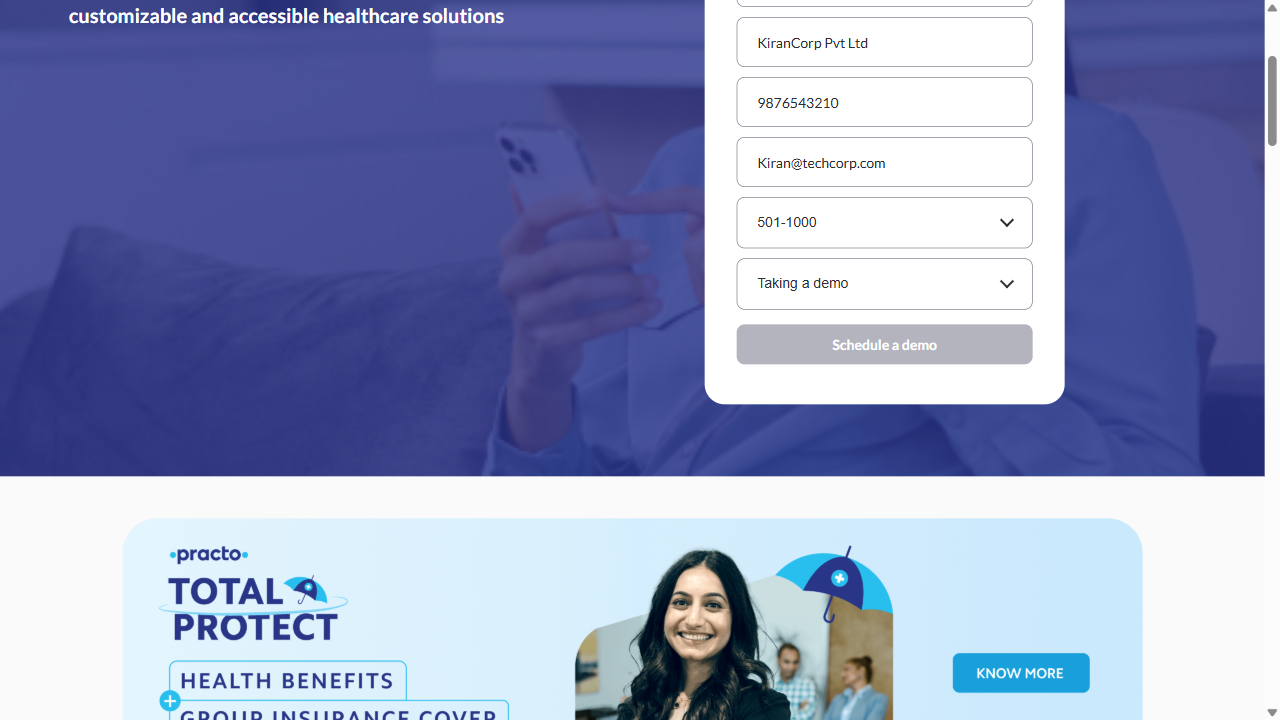 customizable and accessible healthcare solutions
KiranCorp Pvt Ltd
9876543210
Kiran@techcorp.com
501-1000
Taking a demo
Schedule a demo
practo
TOTAL
PROTECT
HEALTH BENEFITS
GROUP INSURANCE COVER
KNOW MORE